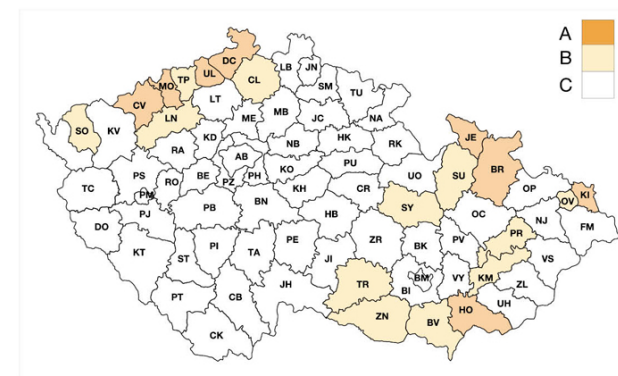 A
B
C
DC
LB
JN
MO
TP
UL
CL
SM
TU
CV
LT
ME
MB
JC
NA
SO
KV
LN
KD
NB
HK
RK
JE
RA
AB
PU
BR
PS
RO
BE
PZ
PH
KO
UO
SU
OP
TC
PM
KH
CR
OV
KI
PJ
PB
BN
HB
SY
OC
NJ
FM
DO
KT
ST
PI
TA
PE
JI
ZR
BK
PV
PR
VS
PT
CB
JH
TR
BI
BM
VY
KM
ZL
CK
ZN
BV
HO
UH